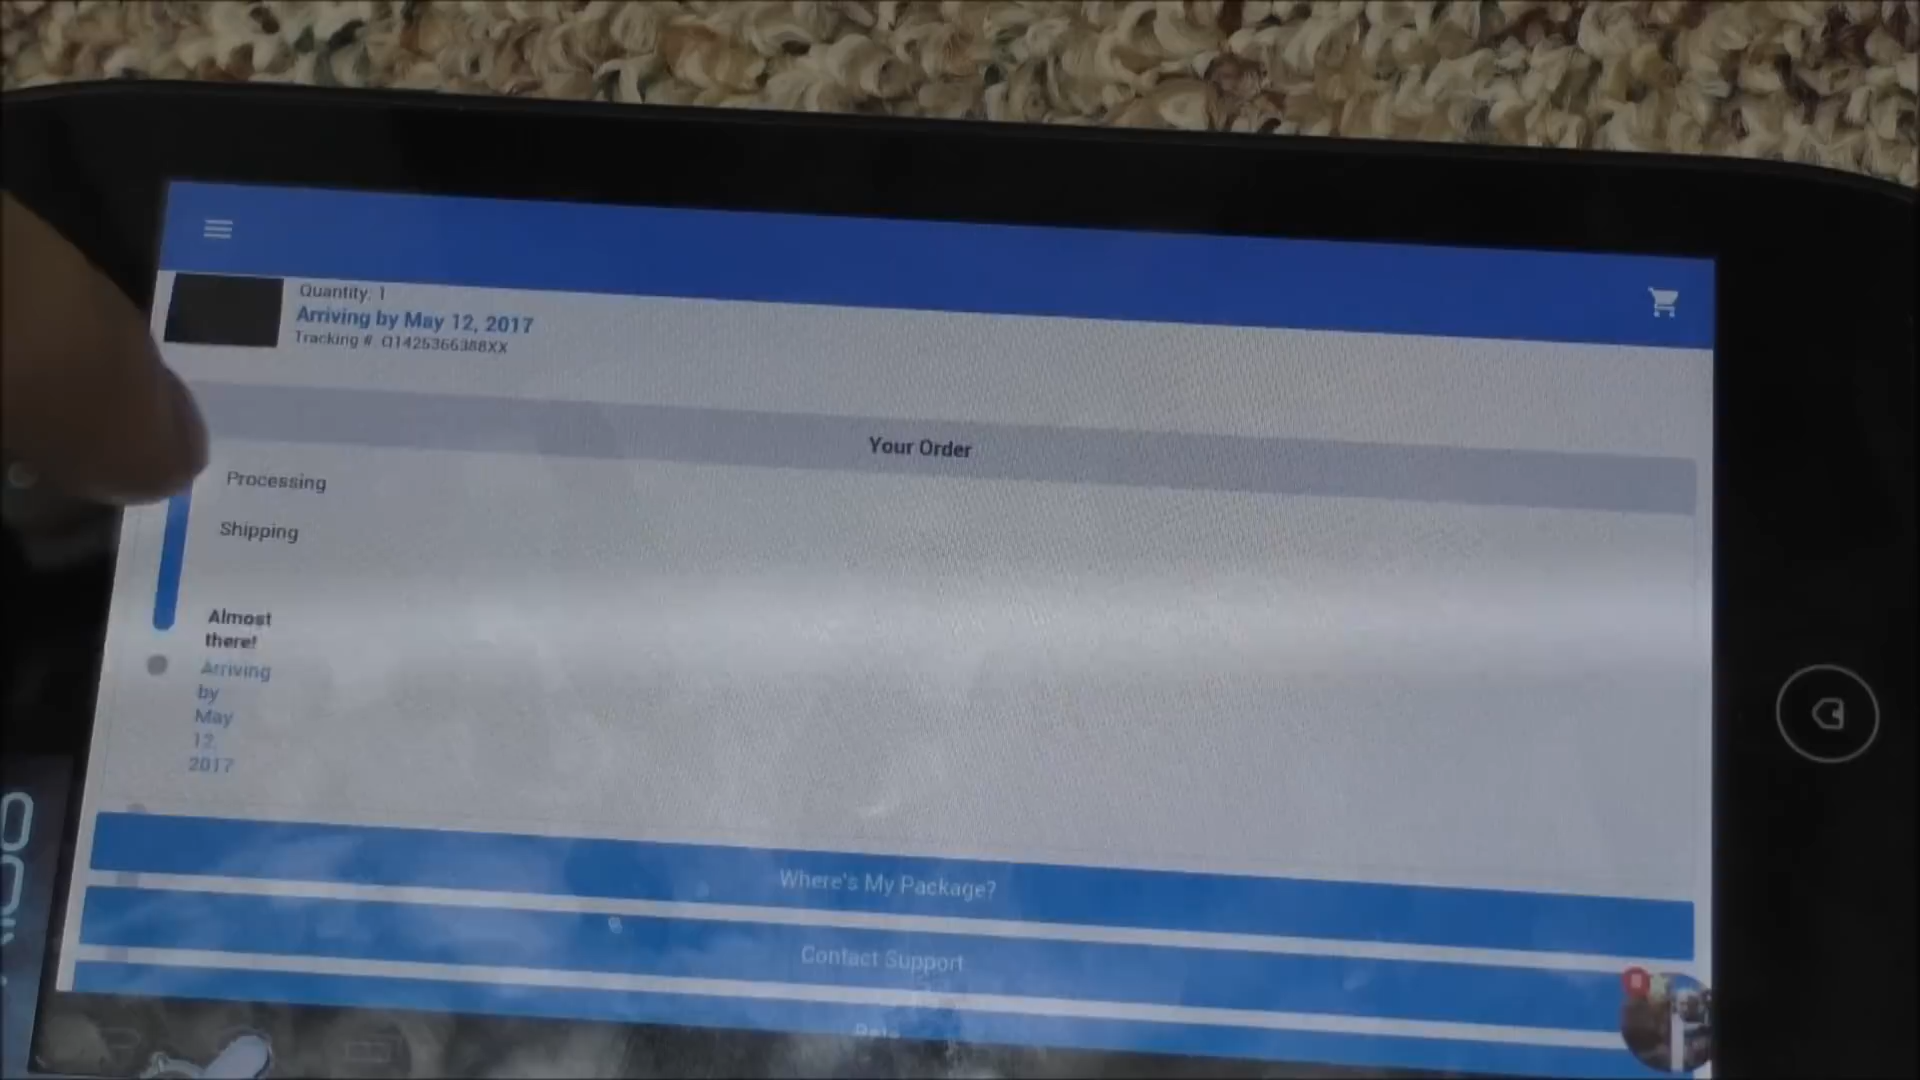 Quantity: 1
Arriving by May 12, 2017
Tracking #: Q1425366388XX
Your Order
Processing
Shipping
Almost
there!
Arriving
by
May
12,
2017
Where's My Package?
Contact Support